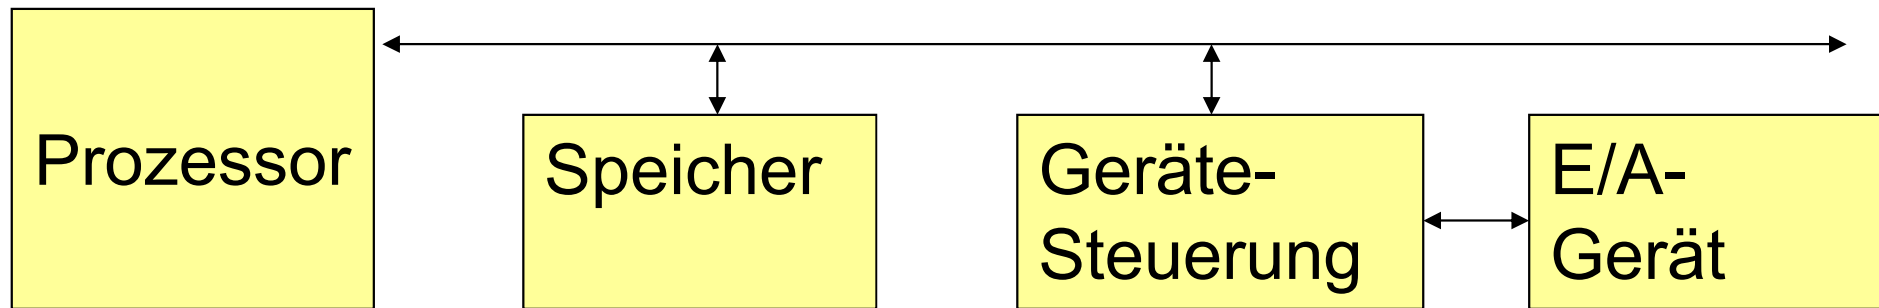 Prozessor
Speicher
Geräte-
Steuerung
E/A-
Gerät